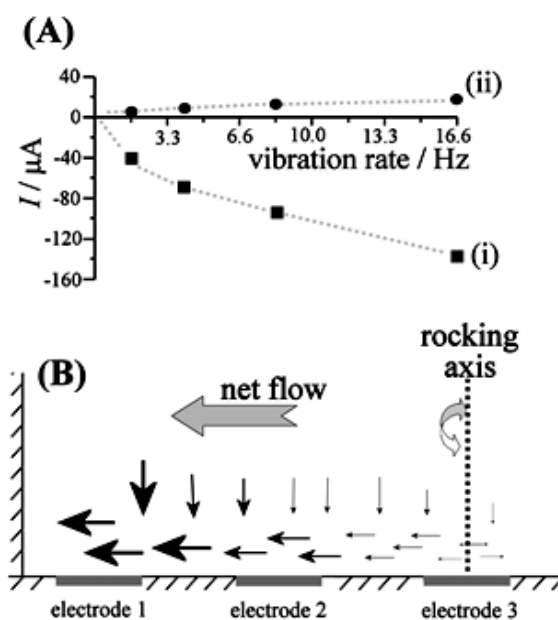 (A)
40
(ii)
0
3.3 6.6 10.0 13.3 16.6
vibration rate / Hz
-40
-80
-120
-160
I / µA
(i)
(B)
rocking
axis
net flow
electrode 1 electrode 2 electrode 3